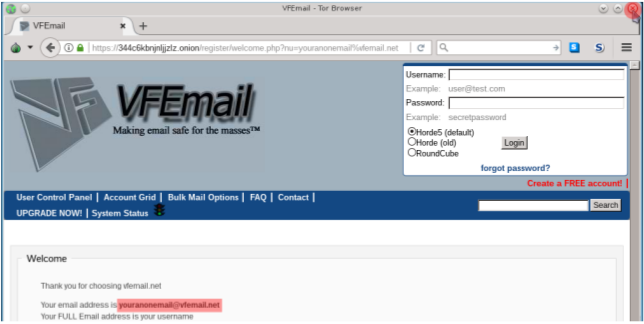 VFEmail - Tor Browser
VFEmail
https://344c6kbnjnljjzlz.onion/register/welcome.php?nu=youranonemail%vfemail.net
VFEmail
Making email safe for the masses™
Username:
Example: user@test.com
Password:
Example: secretpassword
Horde5 (default)
Horde (old)
RoundCube
Login
forgot password?
Create a FREE account! |
User Control Panel | Account Grid | Bulk Mail Options | FAQ | Contact |
UPGRADE NOW! | System Status
Search
Welcome
Thank you for choosing vfemail.net
Your email address is youranonemail@vfemail.net
Your FULL Email address is your username